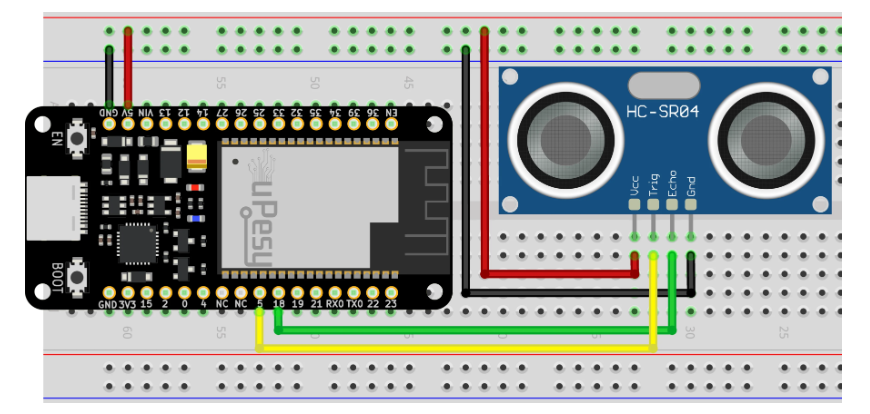 55 50 45
GND 5V VIN 13 12 14 27 26 25 33 32 35 34 39 36 EN
EN
uPesy
BOOT
HC-SR04
Vcc Trig Echo Gnd
GND 3V3 15 2 0 4 NC NC 5 18 19 21 RX0 TX0 22 23
60 55 50 45 30 25